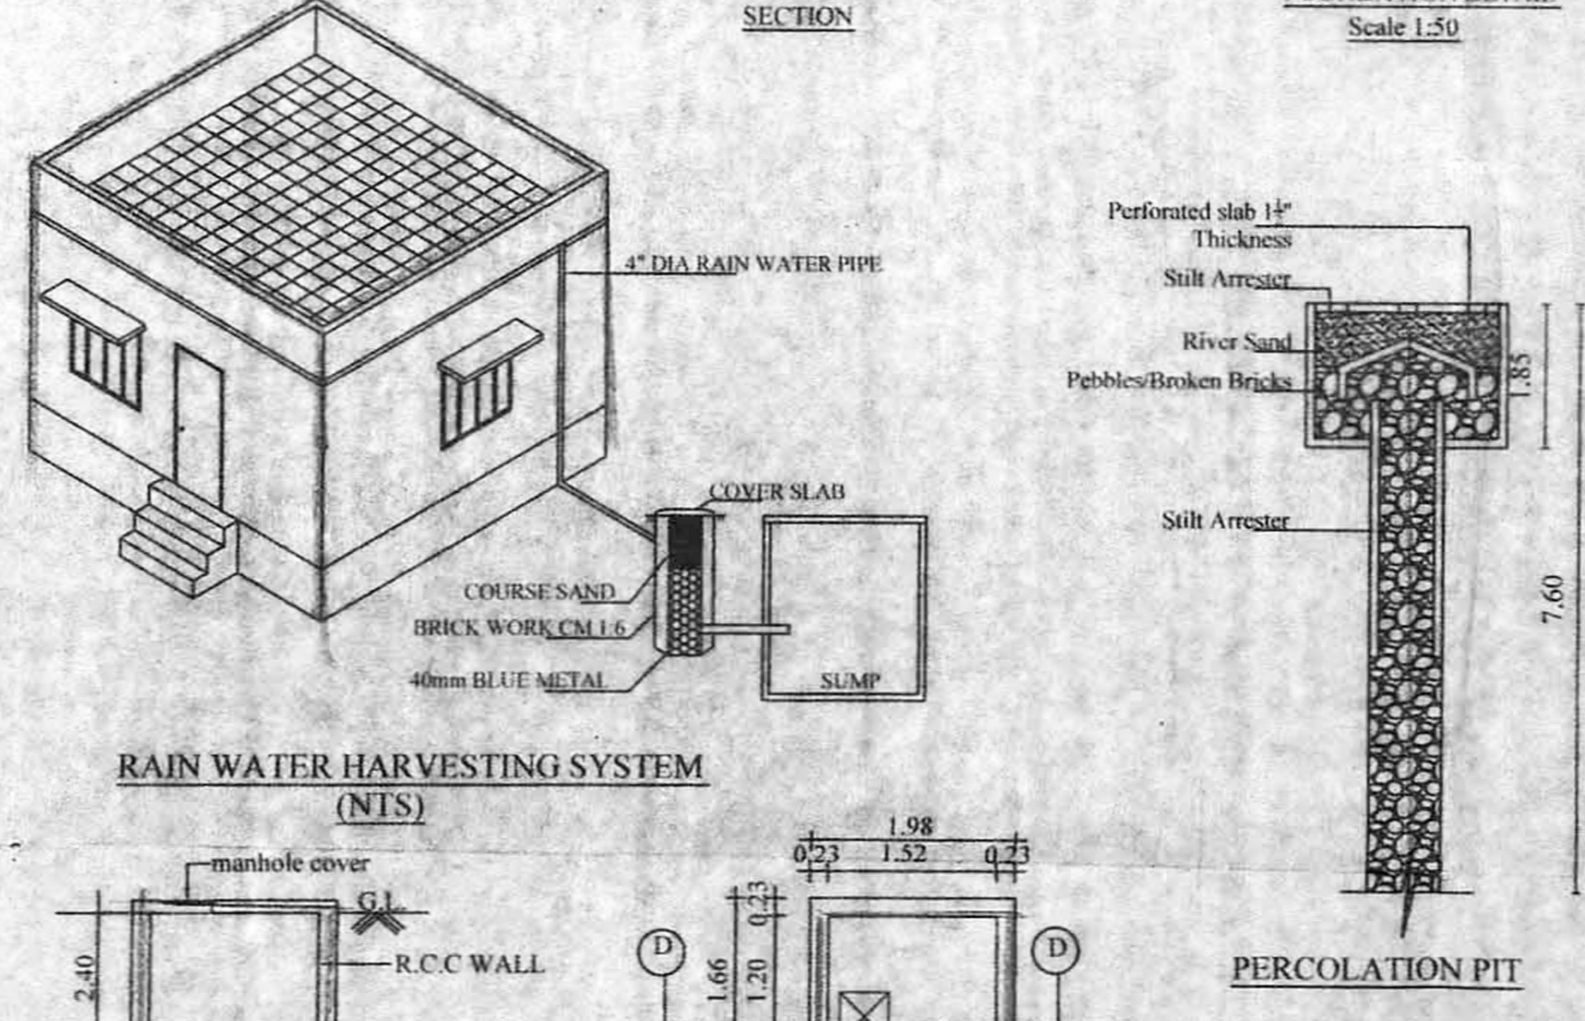 SECTION
Scale 1:50
4" DIA RAIN WATER PIPE
COVER SLAB
COURSE SAND
BRICK WORK CM 1:6
40mm BLUE METAL
SUMP
RAIN WATER HARVESTING SYSTEM
(NTS)
Perforated slab 1½"
Thickness
Stilt Arrester
River Sand
Pebbles/Broken Bricks
1.85
Stilt Arrester
7.60
PERCOLATION PIT
manhole cover
G.L.
2.40
R.C.C WALL
1.98
0.23 1.52 0.23
0.23
1.66
1.20
D
D